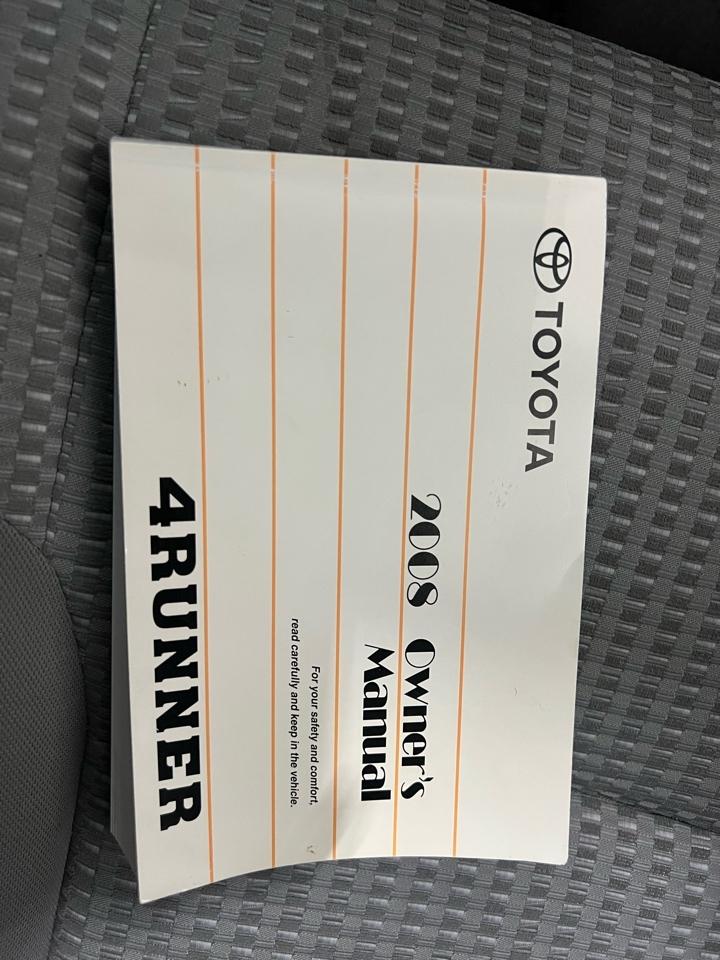 TOYOTA
2008 Owner's
Manual
For your safety and comfort,
read carefully and keep in the vehicle.
4RUNNER